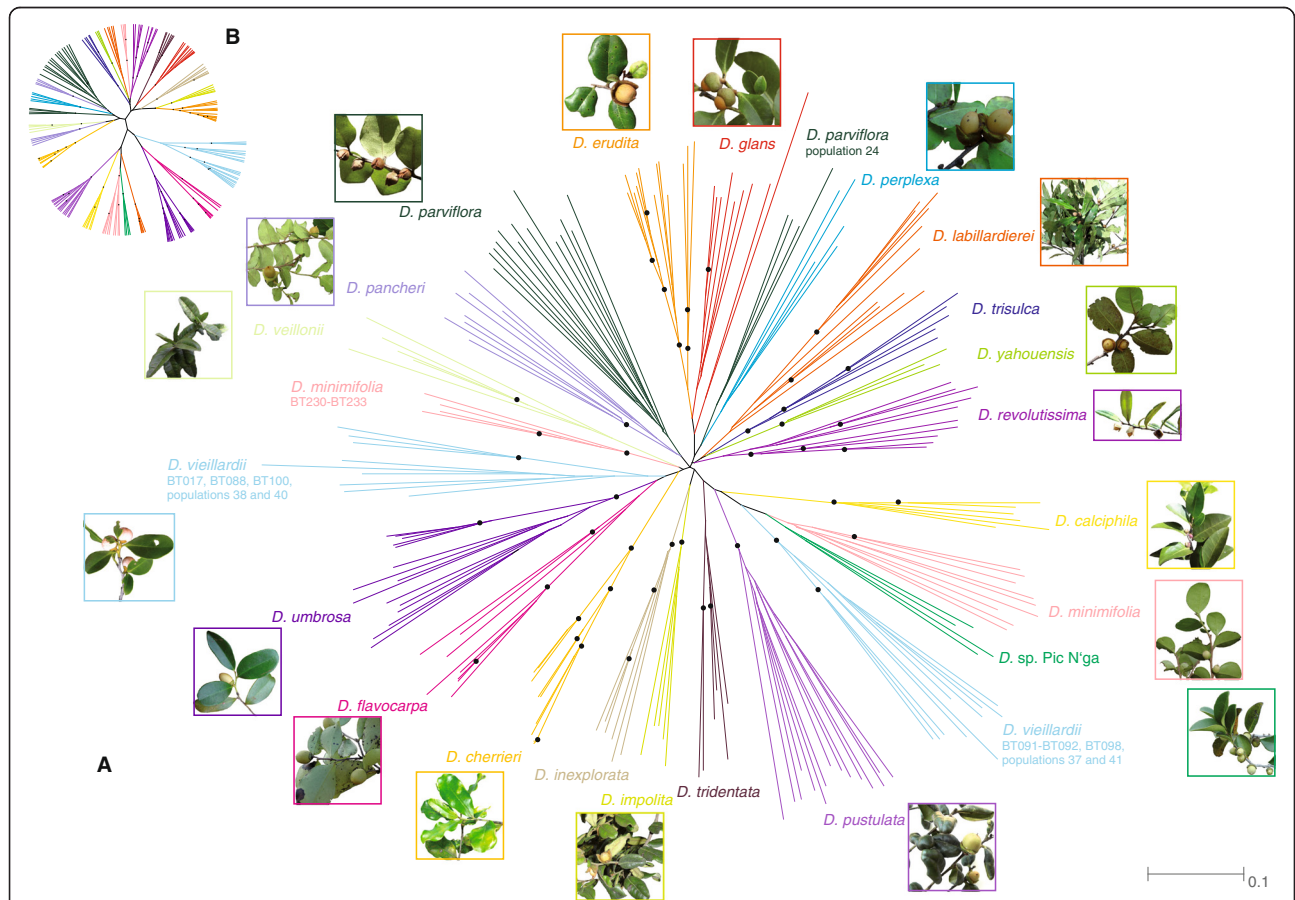 B
D. erudita
D. glans
D. parviflora
population 24
D. perplexa
D. parviflora
D. labillardierei
D. pancheri
D. trisulca
D. veillonii
D. yahouensis
D. minimifolia
BT230-BT233
D. revolutissima
D. vieillardii
BT017, BT088, BT100,
populations 38 and 40
D. calciphila
D. umbrosa
D. minimifolia
D. sp. Pic N'ga
D. flavocarpa
D. vieillardii
BT091-BT092, BT098,
populations 37 and 41
D. cherrieri
A
D. inexplorata
D. impolita
D. tridentata
D. pustulata
0.1